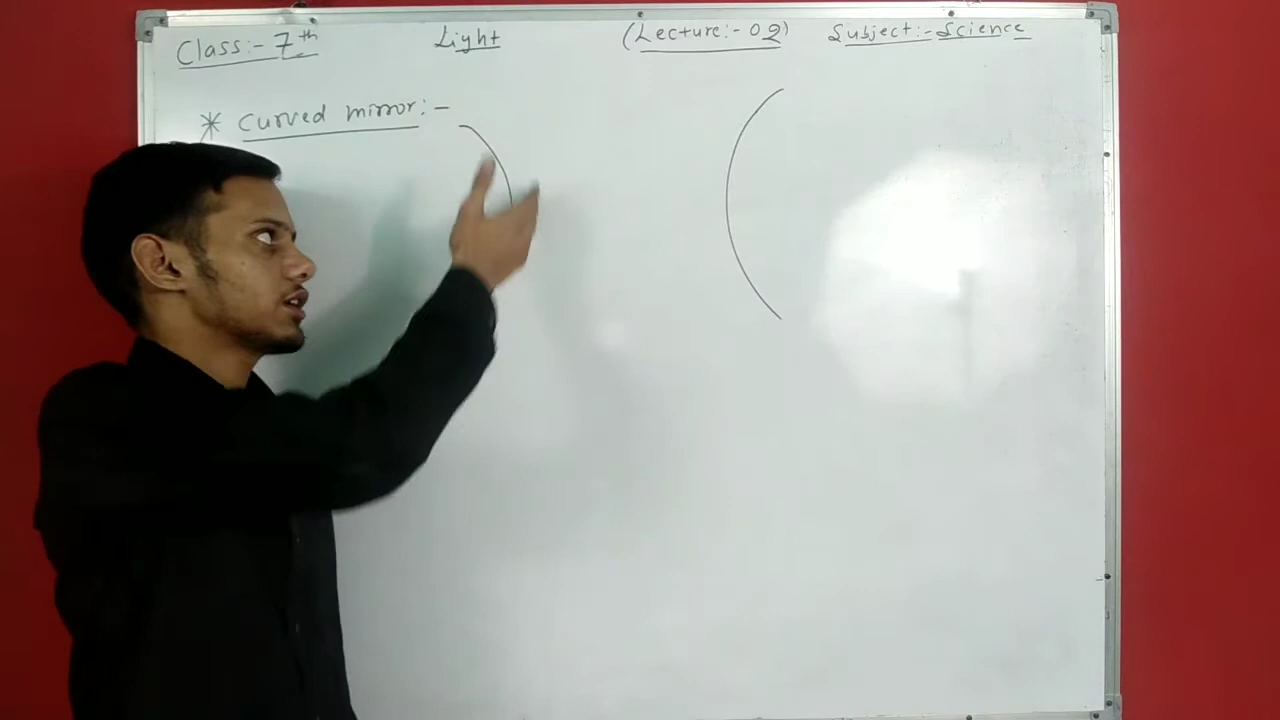 Class:- 7th Light (Lecture:- 02) Subject:- Science
* Curved mirror:-